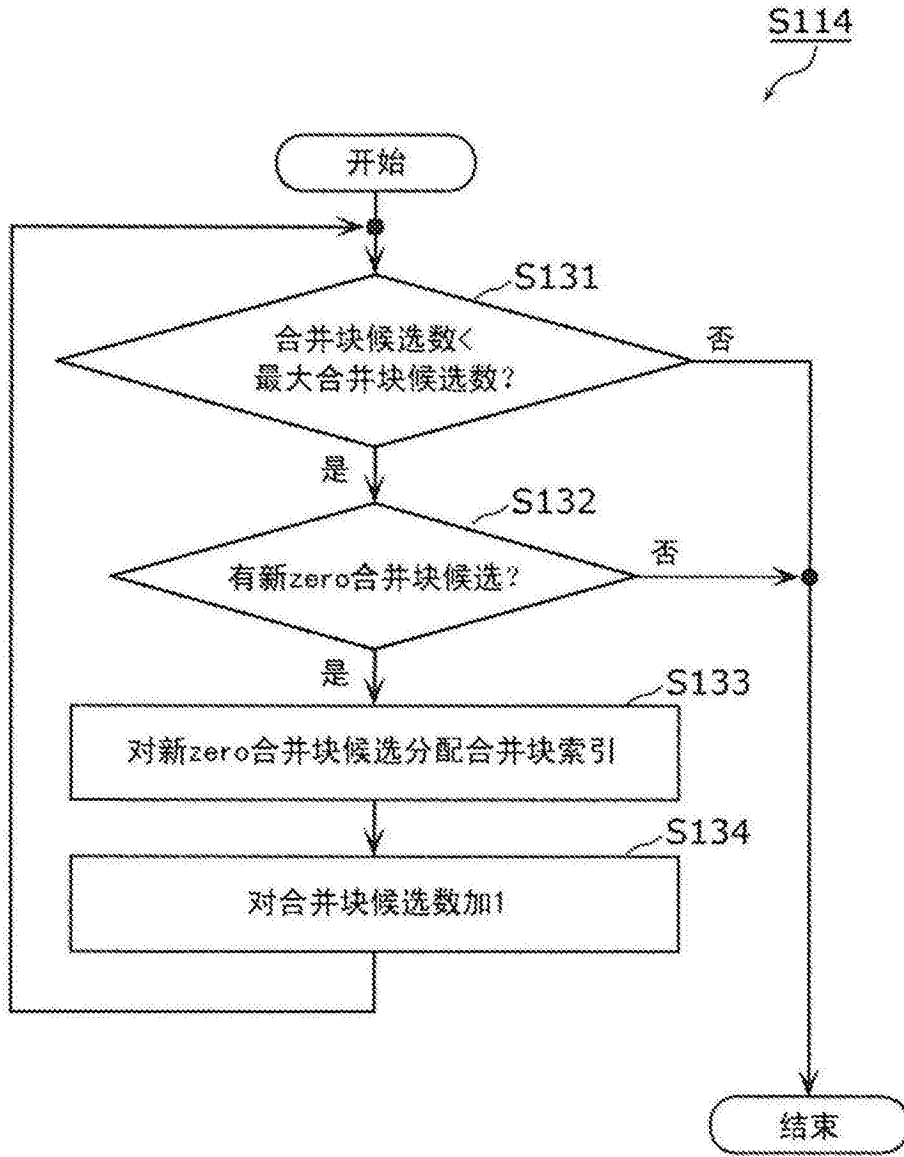 S114
开始
S131
合并块候选数<
最大合并块候选数?
否
是
S132
有新zero合并块候选?
否
是
S133
对新zero合并块候选分配合并块索引
S134
对合并块候选数加1
结束